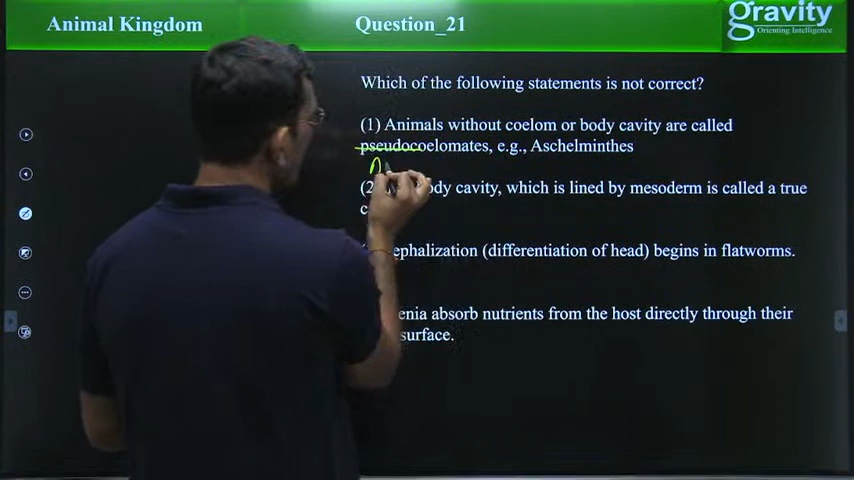 Animal Kingdom
Question_21
gravity
Orienting Intelligence
Which of the following statements is not correct?
(1) Animals without coelom or body cavity are called
pseudocoelomates, e.g., Aschelminthes
(2 body cavity, which is lined by mesoderm is called a true
(differentiation of head) begins in flatworms.
absorb nutrients from the host directly through their
surface.